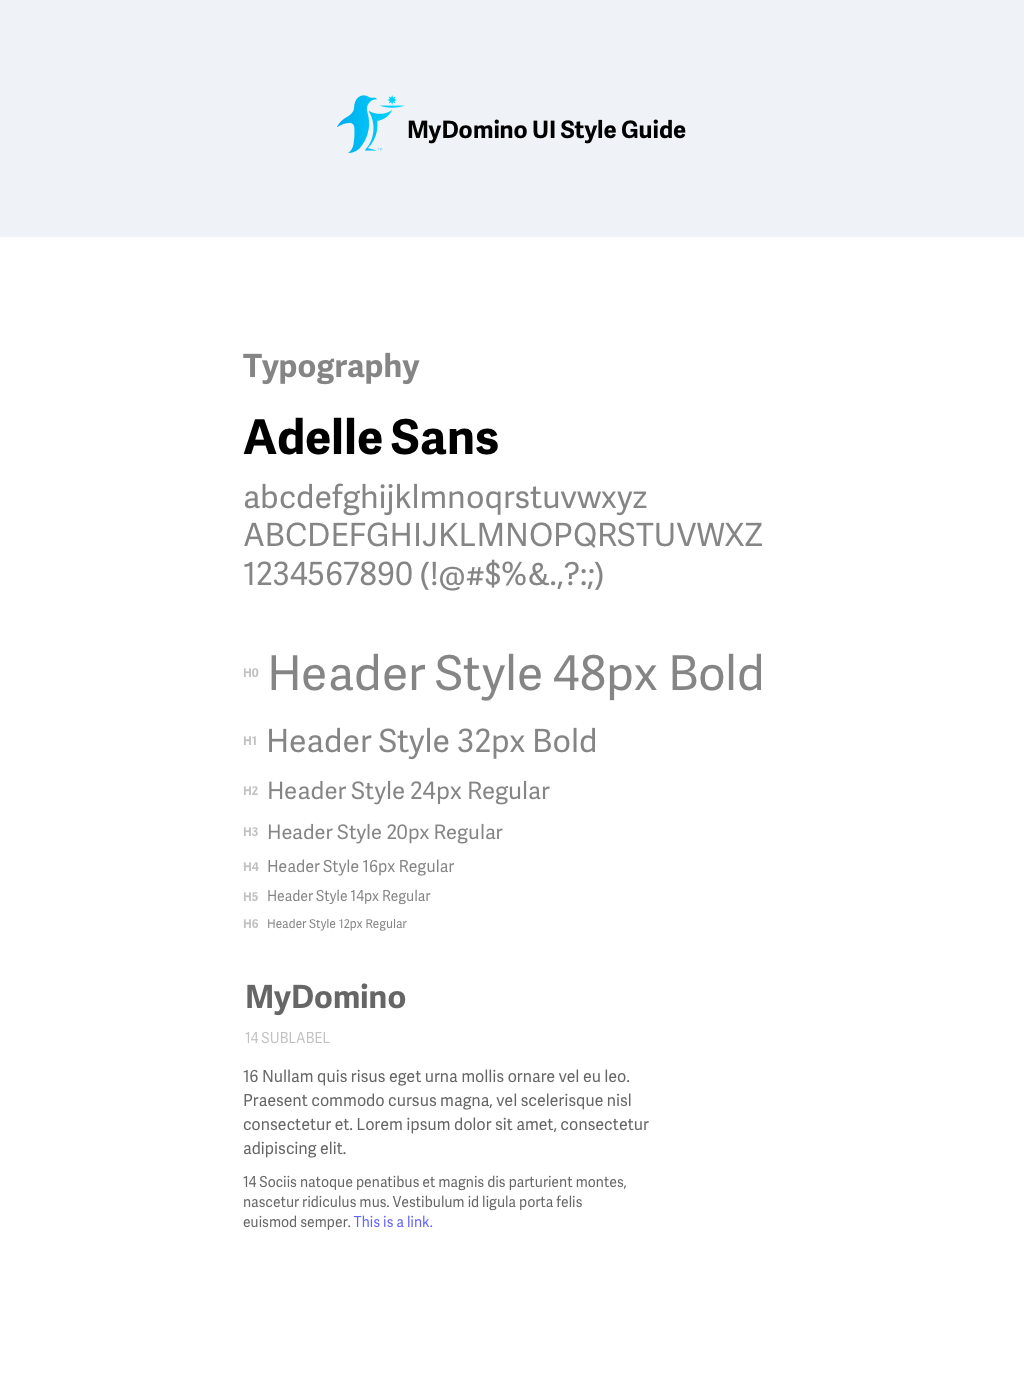 MyDomino UI Style Guide
Typography
Adelle Sans
abcdefghijklmnoqrstuvwxyz
ABCDEFGHIJKLMNOPQRSTUVWXZ
1234567890 (!@#$%&.,?:;)
H0 Header Style 48px Bold
H1 Header Style 32px Bold
H2 Header Style 24px Regular
H3 Header Style 20px Regular
H4 Header Style 16px Regular
H5 Header Style 14px Regular
H6 Header Style 12px Regular
MyDomino
14 SUBLABEL
16 Nullam quis risus eget urna mollis ornare vel eu leo.
Praesent commodo cursus magna, vel scelerisque nisl
consectetur et. Lorem ipsum dolor sit amet, consectetur
adipiscing elit.
14 Sociis natoque penatibus et magnis dis parturient montes,
nascetur ridiculus mus. Vestibulum id ligula porta felis
euismod semper. This is a link.